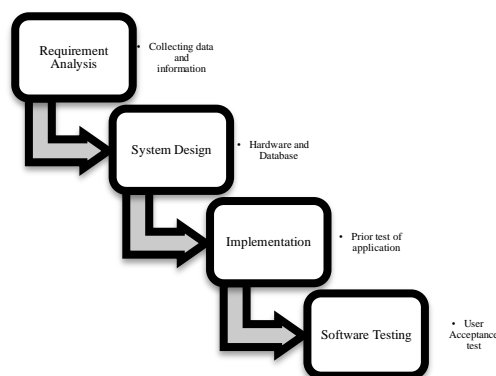 Requirement
Analysis
• Collecting data
and
information
System Design
• Hardware and
Database
Implementation
• Prior test of
application
Software Testing
• User
Acceptance
test